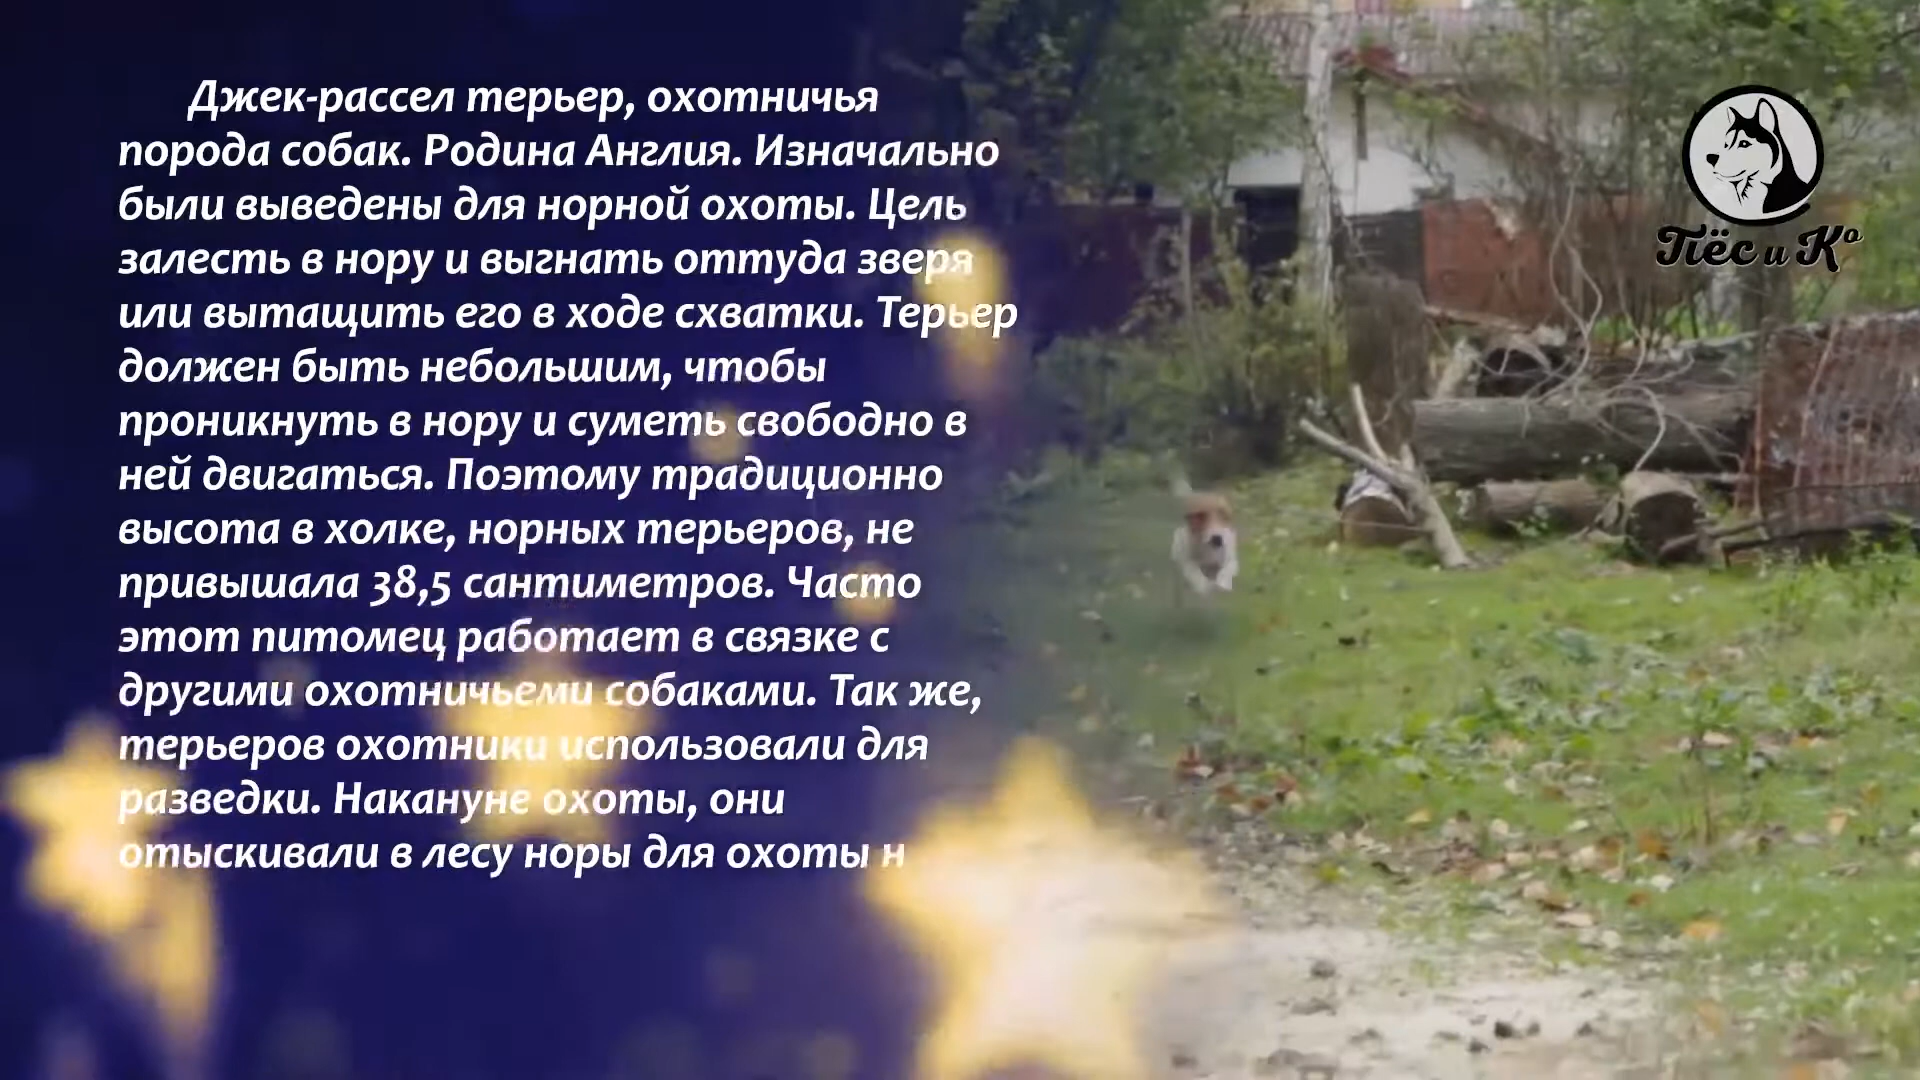 Джек-рассел терьер, охотничья
порода собак. Родина Англия. Изначально
были выведены для норной охоты. Цель
залесть в нору и выгнать оттуда зверя
или вытащить его в ходе схватки. Терьер
должен быть небольшим, чтобы
проникнуть в нору и суметь свободно в
ней двигаться. Поэтому традиционно
высота в холке, норных терьеров, не
привышала 38,5 сантиметров. Часто
этот питомец работает в связке с
другими охотничьеми собаками. Так же,
терьеров охотники использовали для
разведки. Накануне охоты, они
отыскивали в лесу норы для охоты н
Пёс и Ко